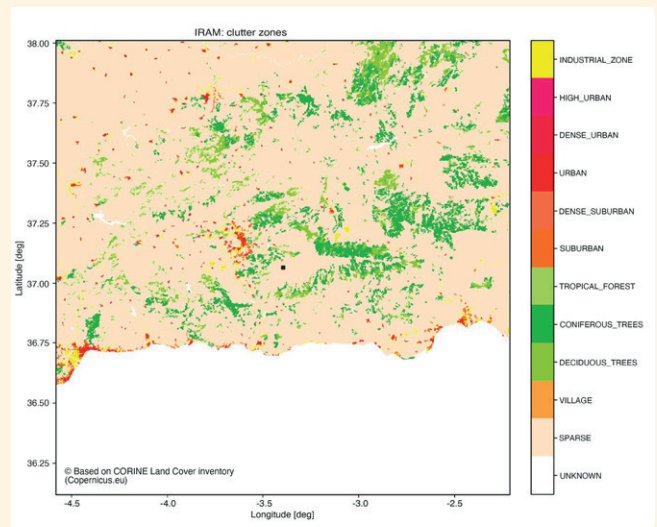 IRAM: clutter zones
38.00
37.75
37.50
37.25
37.00
36.75
36.50
36.25
Latitude [deg]
-4.5 -4.0 -3.5 -3.0 -2.5
Longitude [deg]
© Based on CORINE Land Cover inventory
(Copernicus.eu)
INDUSTRIAL_ZONE
HIGH_URBAN
DENSE_URBAN
URBAN
DENSE_SUBURBAN
SUBURBAN
TROPICAL_FOREST
CONIFEROUS_TREES
DECIDUOUS_TREES
VILLAGE
SPARSE
UNKNOWN